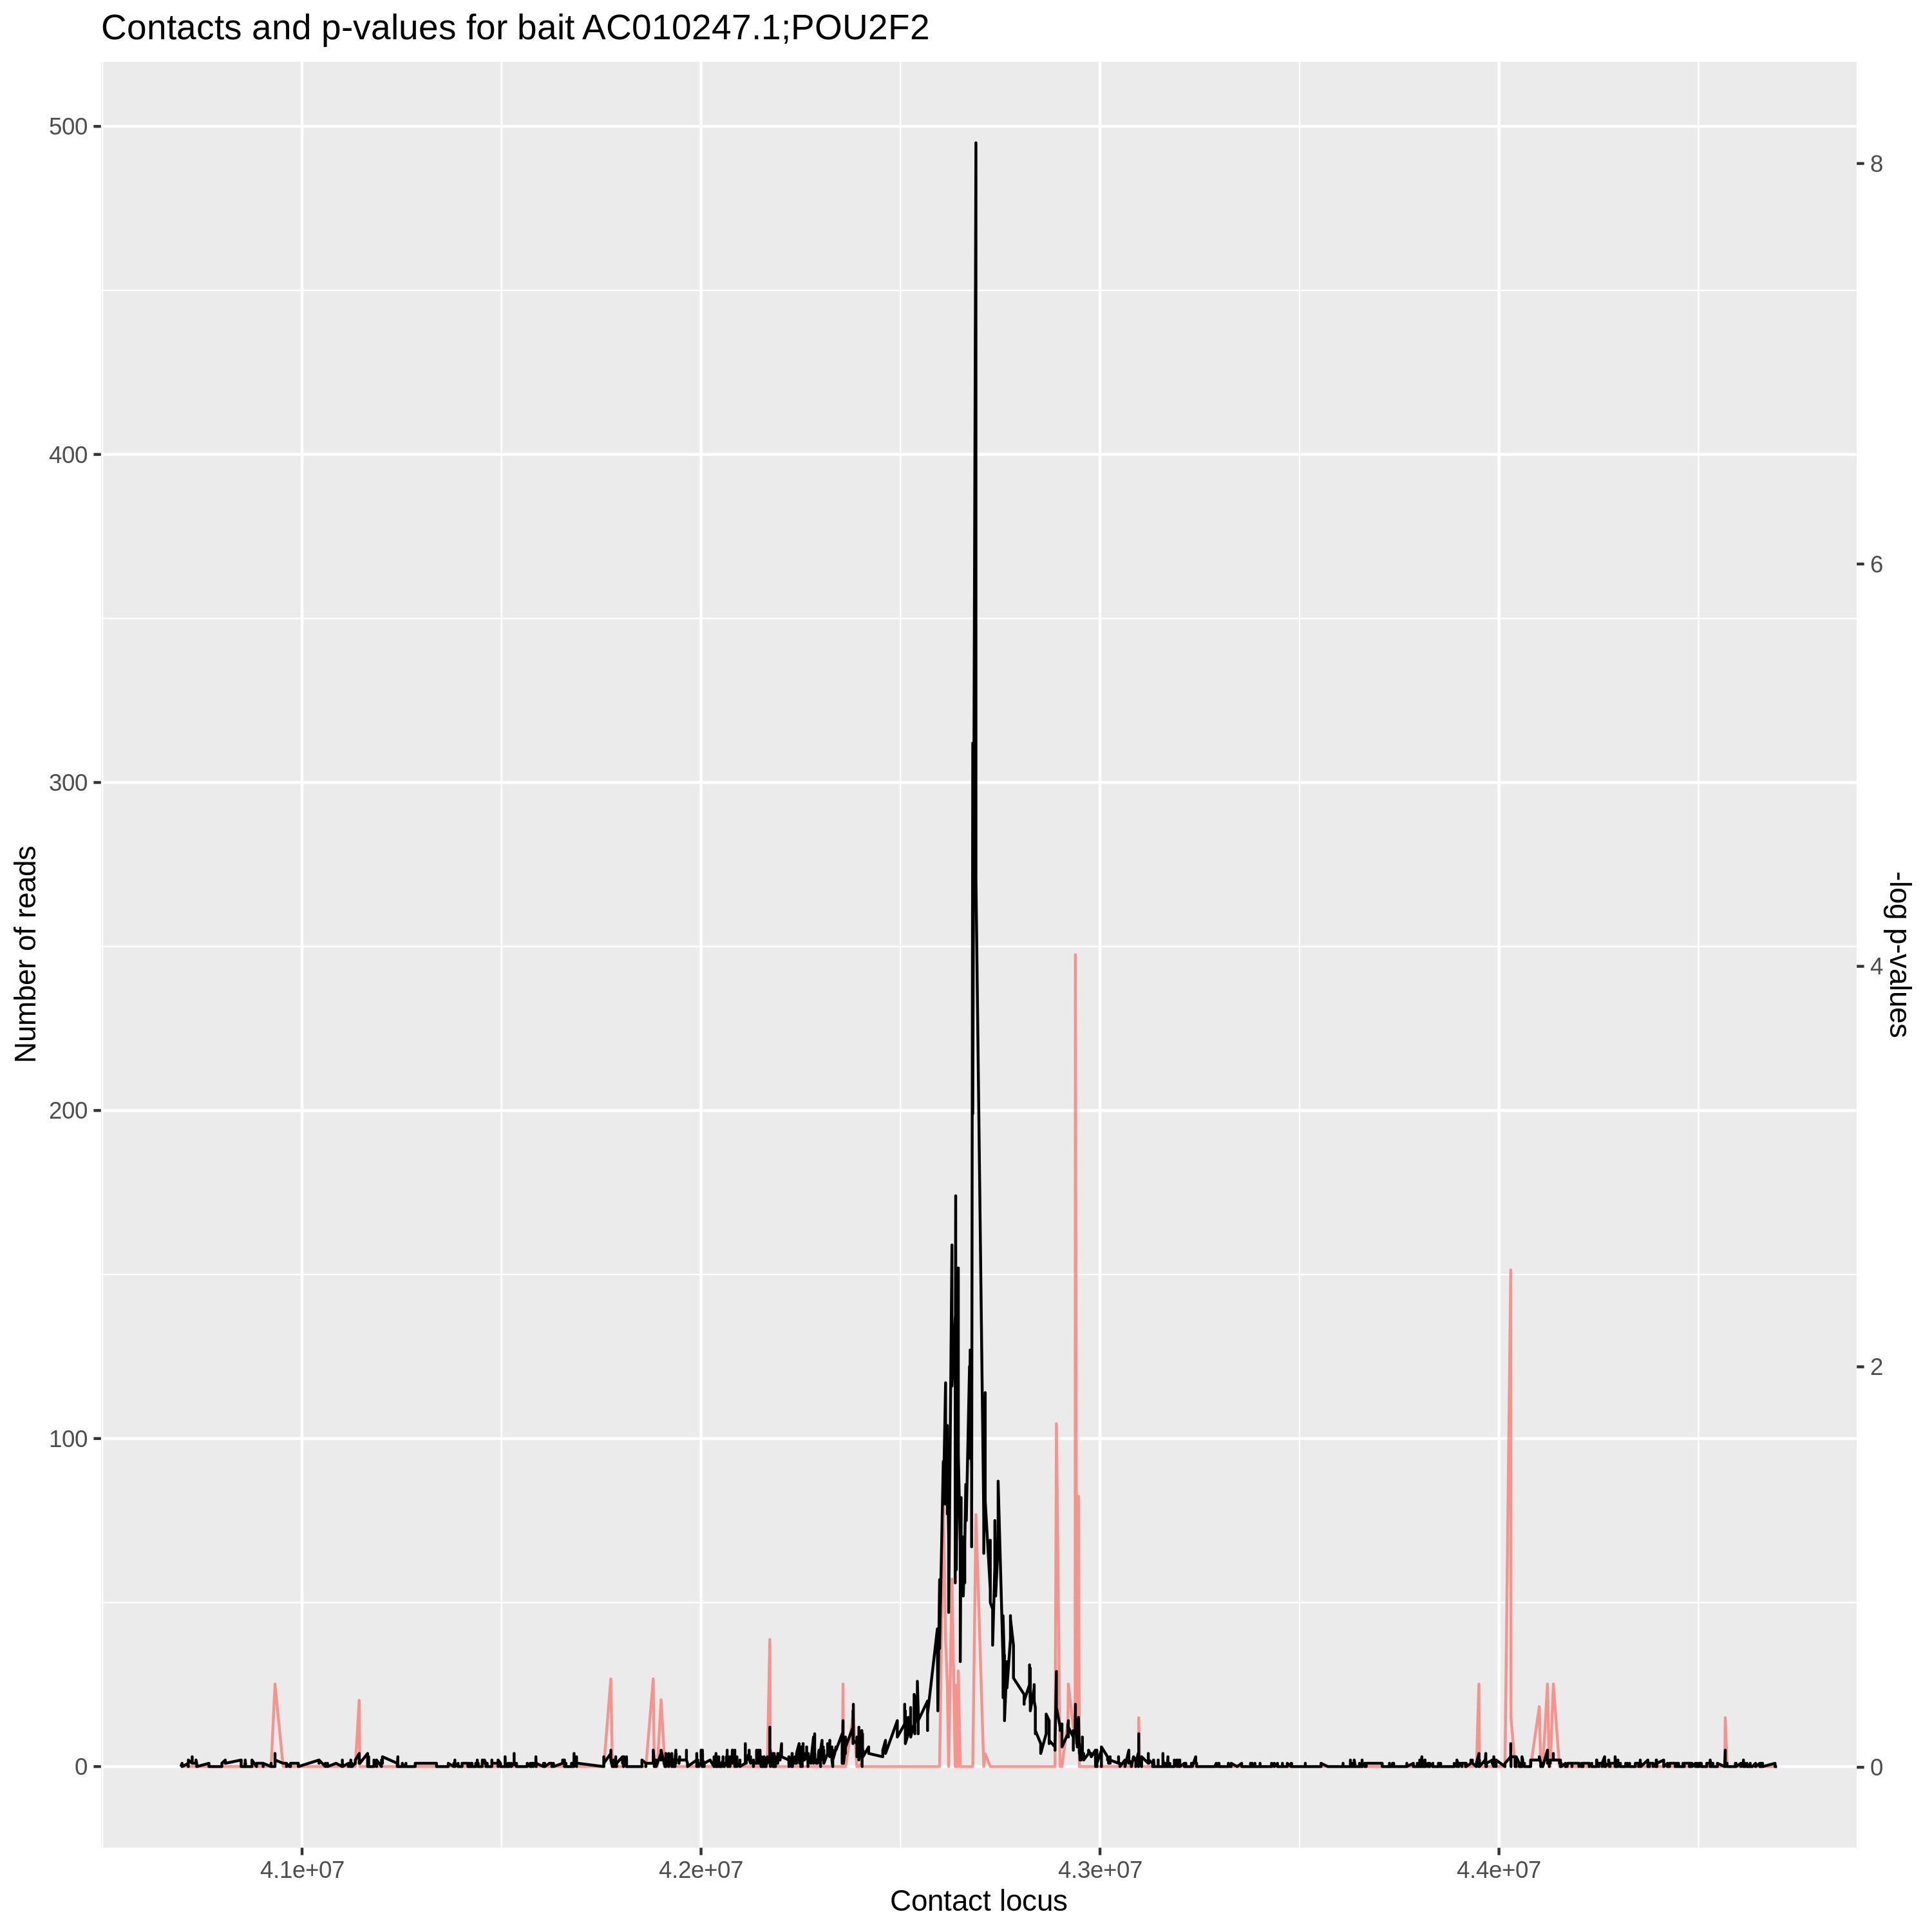 Contacts and p-values for bait AC010247.1;POU2F2
500
400
300
200
100
0
Number of reads
8
6
4
2
0
-log p-values
4.1e+07
4.2e+07
4.3e+07
4.4e+07
Contact locus